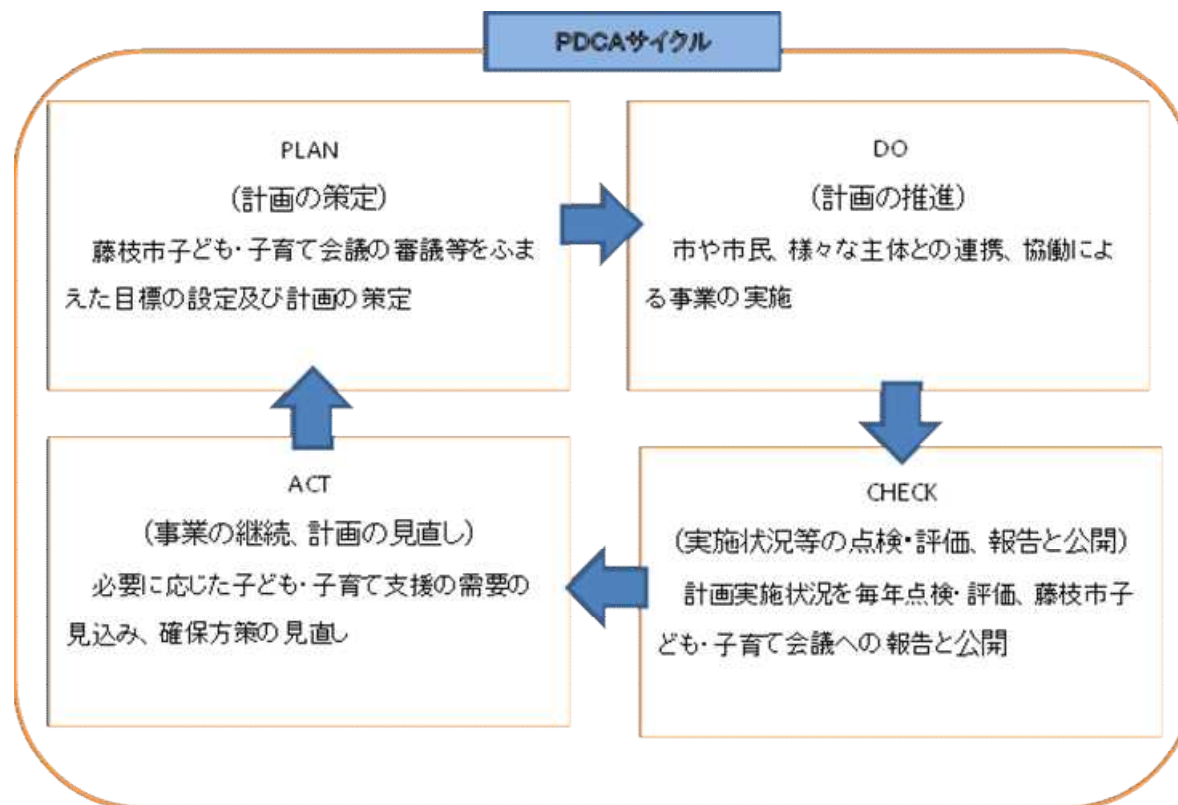 PDCAサイクル
PLAN
(計画の策定)
藤枝市子ども・子育て会議の審議等をふま
えた目標の設定及び計画の策定
DO
(計画の推進)
市や市民、様々な主体との連携、協働によ
る事業の実施
ACT
(事業の継続、計画の見直し)
必要に応じた子ども・子育て支援の需要の
見込み、確保方策の見直し
CHECK
(実施状況等の点検・評価、報告と公開)
計画実施状況を毎年点検・評価、藤枝市子
ども・子育て会議への報告と公開